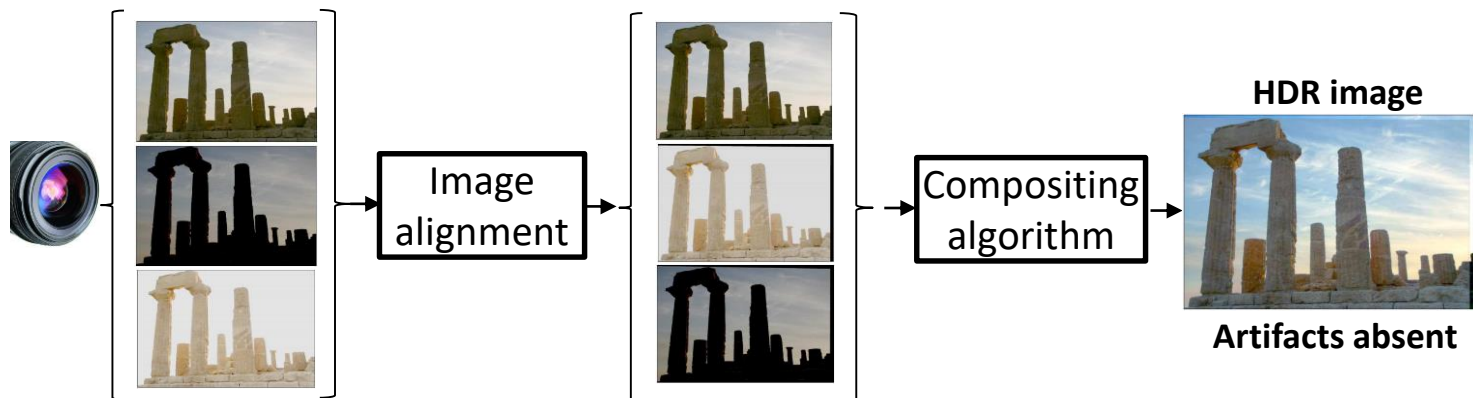 Image
alignment
Compositing
algorithm
HDR image
Artifacts absent